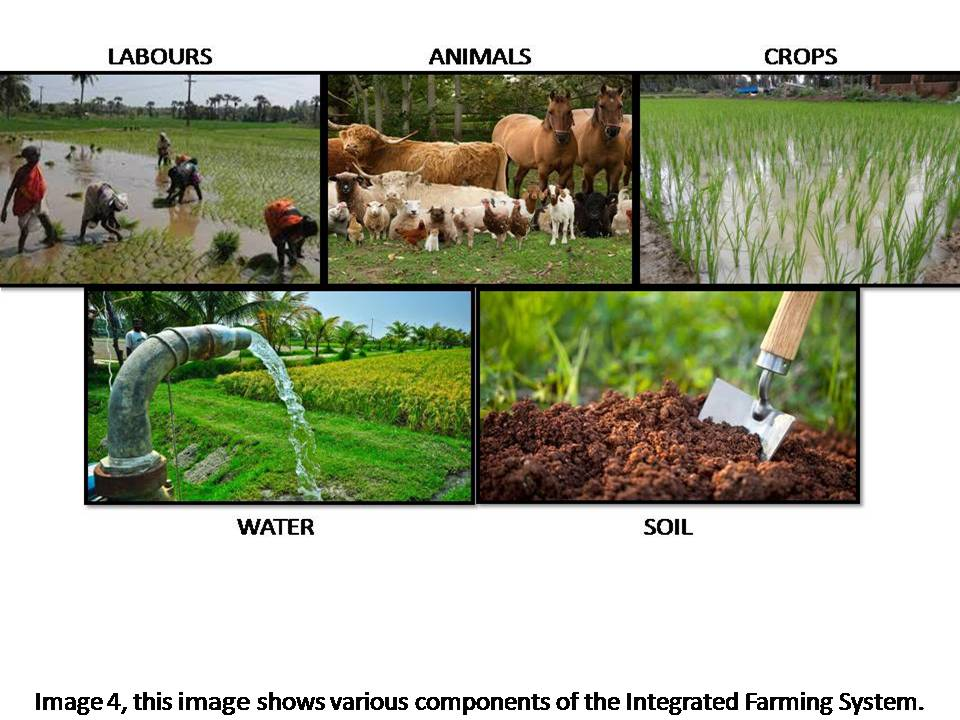 LABOURS
ANIMALS
CROPS
WATER
SOIL
Image 4, this image shows various components of the Integrated Farming System.